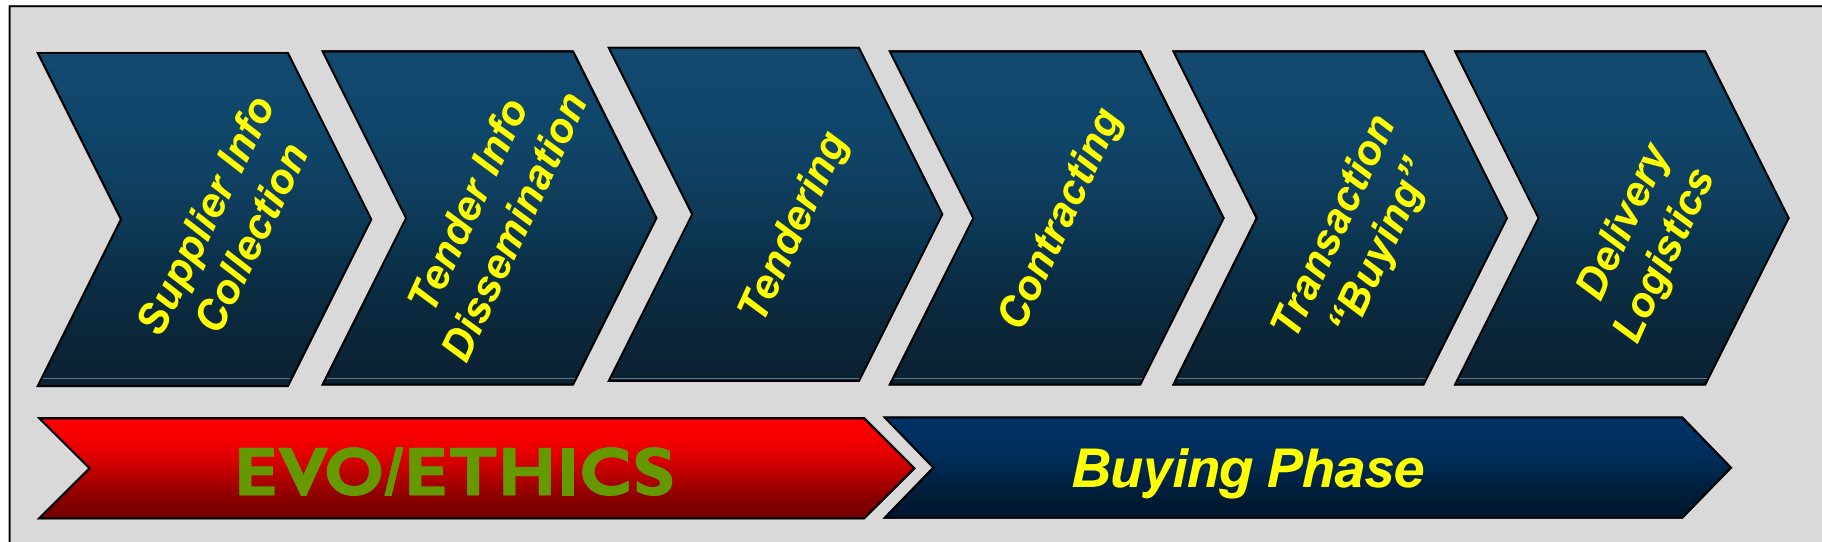 Supplier Info
Collection
Tender Info
Dissemination
Tendering
Contracting
Transaction
“Buying”
Delivery
Logistics
EVO/ETHICS
Buying Phase